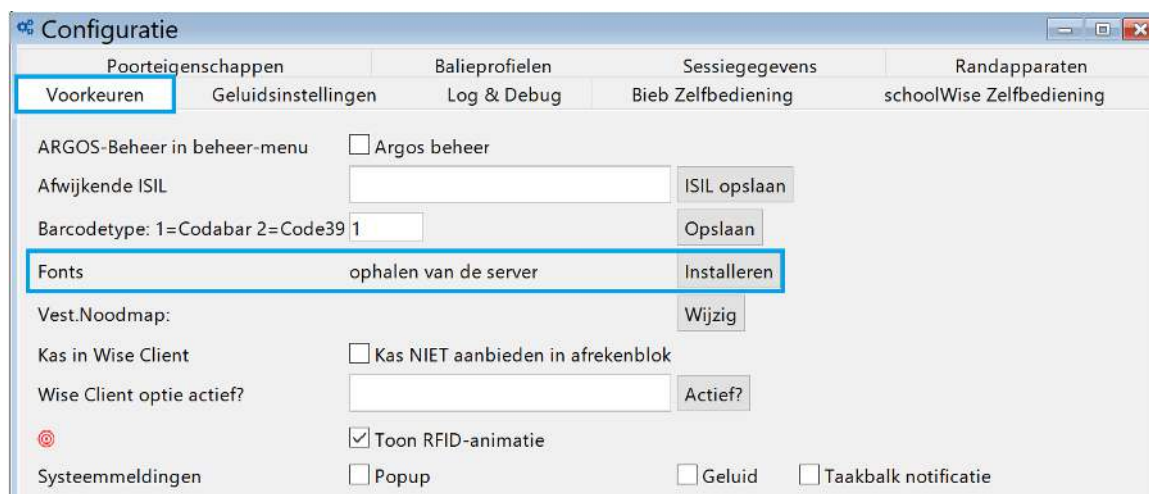 Configuratie
Poorteigenschappen Balieprofielen Sessiegegevens Randapparaten
Voorkeuren Geluidsinstellingen Log & Debug Bieb Zelfbediening schoolWise Zelfbediening
ARGOS-Beheer in beheer-menu Argos beheer
Afwijkende ISIL ISIL opslaan
Barcodetype: 1=Codabar 2=Code39 1 Opslaan
Fonts ophalen van de server Installeren
Vest.Noodmap: Wijzig
Kas in Wise Client Kas NIET aanbieden in afrekenblok
Wise Client optie actief? Actief?
Toon RFID-animatie
Systeemmeldingen Popup Geluid Taakbalk notificatie